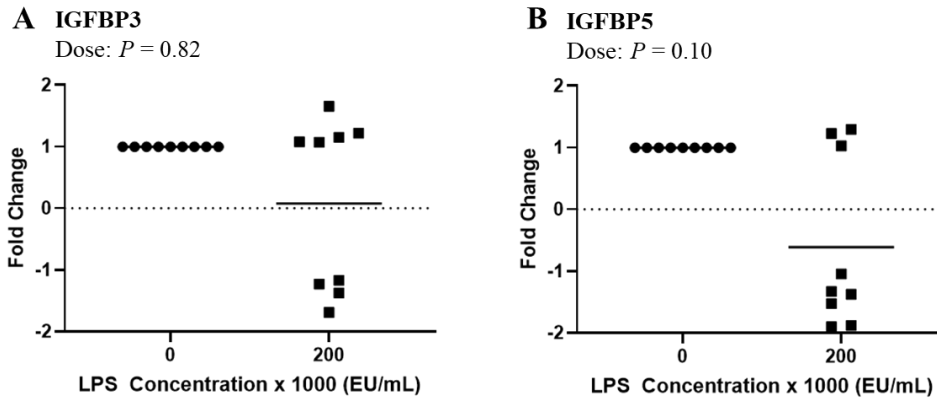 A IGFBP3
Dose: P = 0.82
2
1
0
-1
-2
Fold Change
0 200
LPS Concentration x 1000 (EU/mL)
B IGFBP5
Dose: P = 0.10
2
1
0
-1
-2
Fold Change
0 200
LPS Concentration x 1000 (EU/mL)